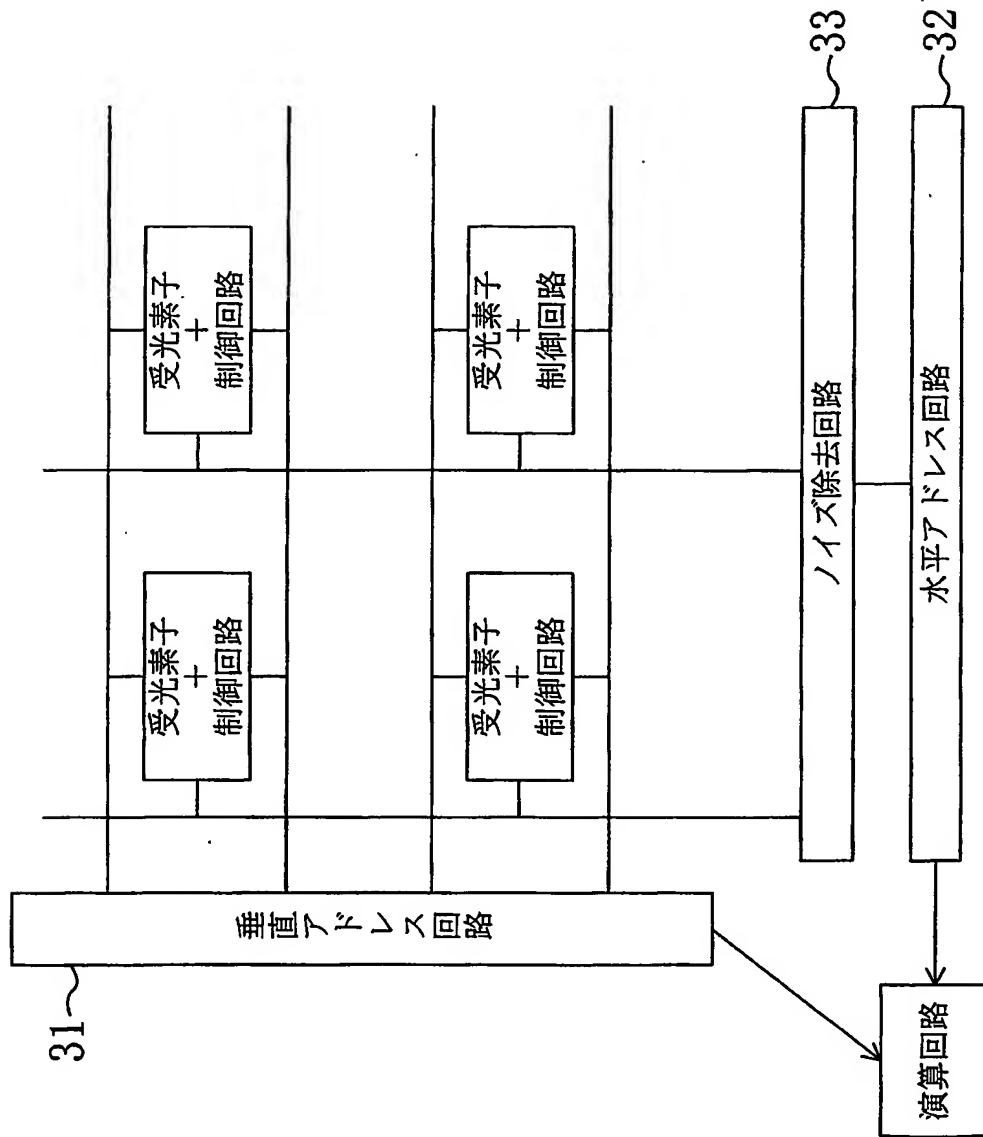 31
垂直アドレス回路
受光素子
+
制御回路
受光素子
+
制御回路
受光素子
+
制御回路
受光素子
+
制御回路
ノイズ除去回路
33
水平アドレス回路
32
演算回路